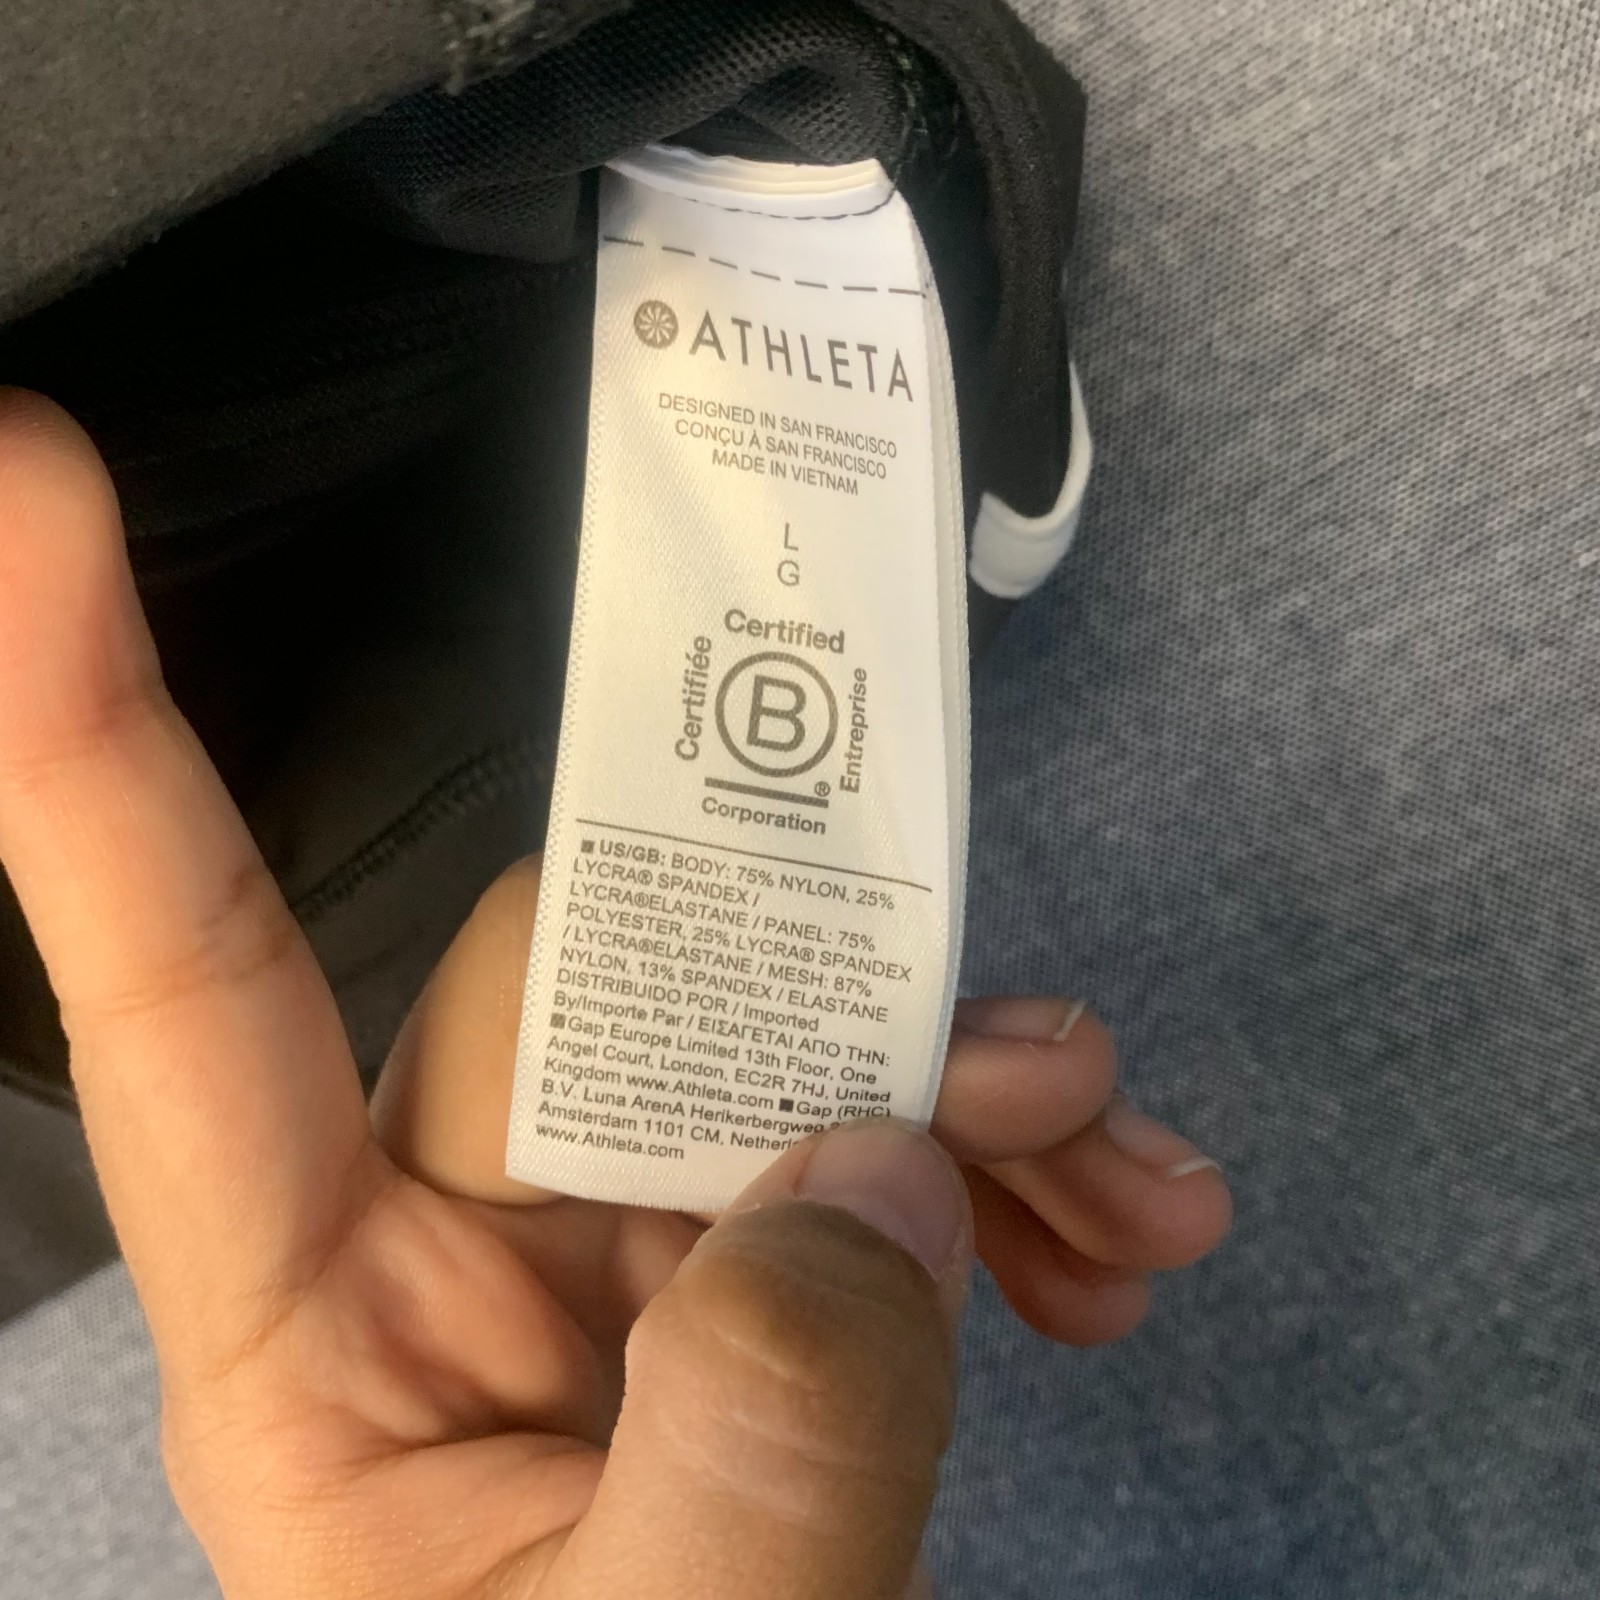 ATHLETA
DESIGNED IN SAN FRANCISCO
CONÇU À SAN FRANCISCO
MADE IN VIETNAM
L
G
Certified
Certifiée
B
Entreprise
®
Corporation
US/GB: BODY: 75% NYLON, 25%
LYCRA® SPANDEX /
LYCRA®ELASTANE / PANEL: 75%
POLYESTER, 25% LYCRA® SPANDEX
/ LYCRA®ELASTANE / MESH: 87%
NYLON, 13% SPANDEX / ELASTANE
DISTRIBUIDO POR / Imported
By/Importe Par / ΕΙΣΑΓΕΤΑΙ ΑΠΟ ΤΗΝ:
Gap Europe Limited 13th Floor, One
Angel Court, London, EC2R 7HJ, United
Kingdom www.Athleta.com ■ Gap (RHC)
B.V. Luna ArenA Herikerbergweg
Amsterdam 1101 CM,
www.Athleta.com